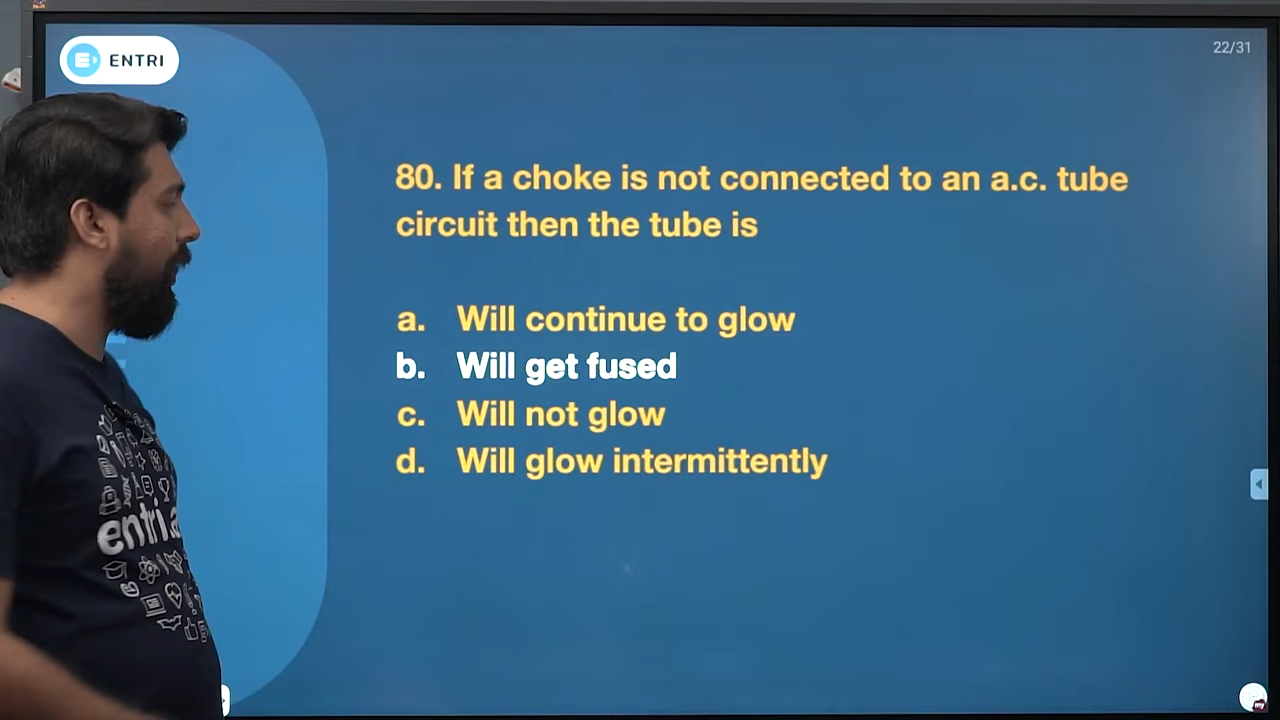 ENTRI
22/31
80. If a choke is not connected to an a.c. tube
circuit then the tube is
a. Will continue to glow
b. Will get fused
c. Will not glow
d. Will glow intermittently
entri.a